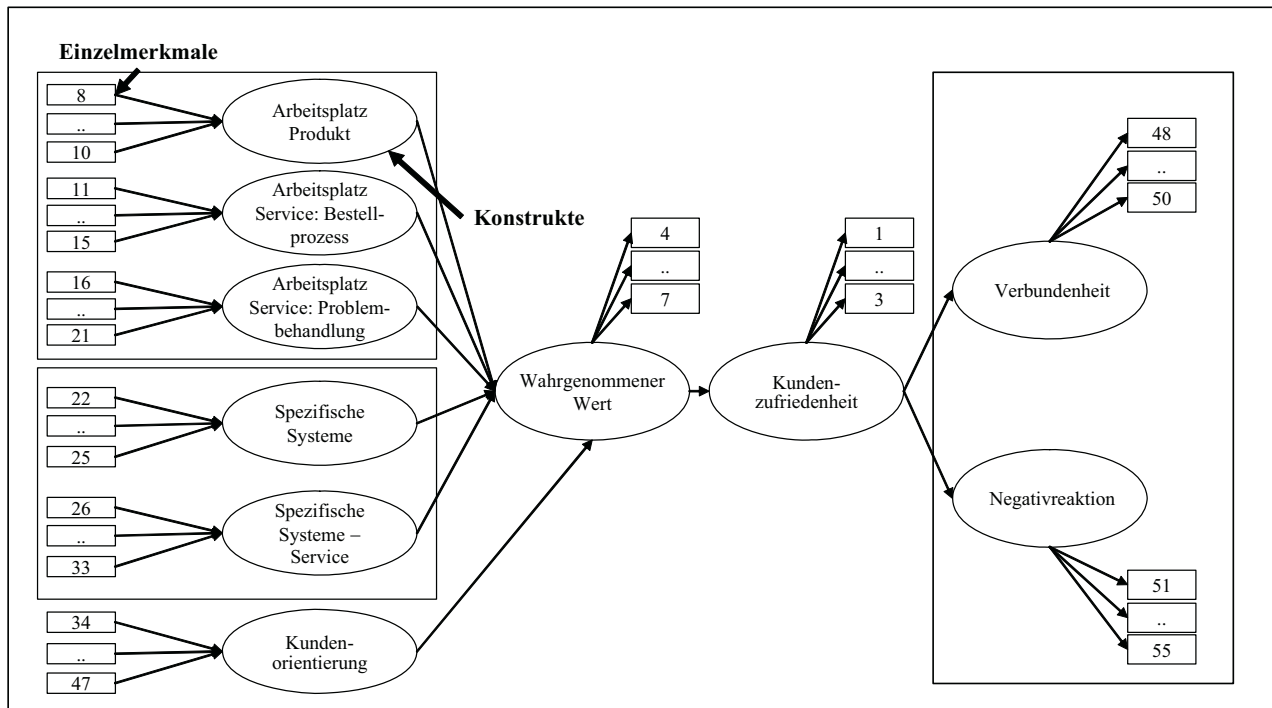 Einzelmerkmale
8
..
10
Arbeitsplatz
Produkt
11
..
15
Arbeitsplatz
Service: Bestell-
prozess
Konstrukte
16
..
21
Arbeitsplatz
Service: Problem-
behandlung
22
..
25
Spezifische
Systeme
26
..
33
Spezifische
Systeme –
Service
34
..
47
Kunden-
orientierung
4
..
7
Wahrgenommener
Wert
1
..
3
Kunden-
zufriedenheit
48
..
50
Verbundenheit
Negativreaktion
51
..
55